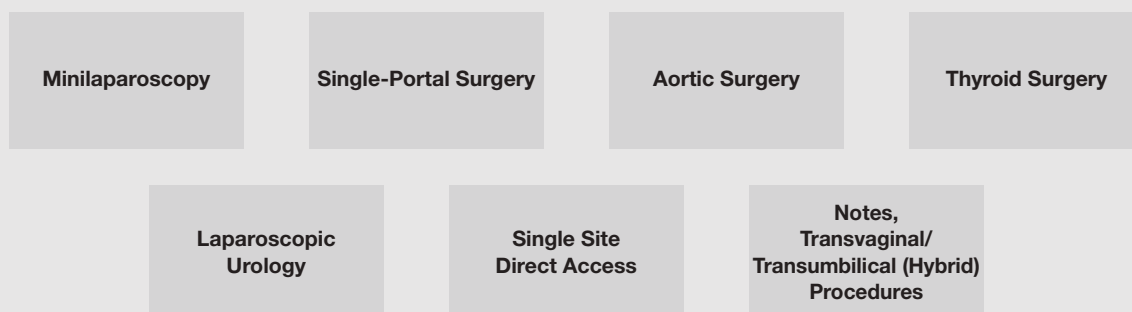 Minilaparoscopy
Single-Portal Surgery
Aortic Surgery
Thyroid Surgery
Laparoscopic
Urology
Single Site
Direct Access
Notes,
Transvaginal/
Transumbilical (Hybrid)
Procedures